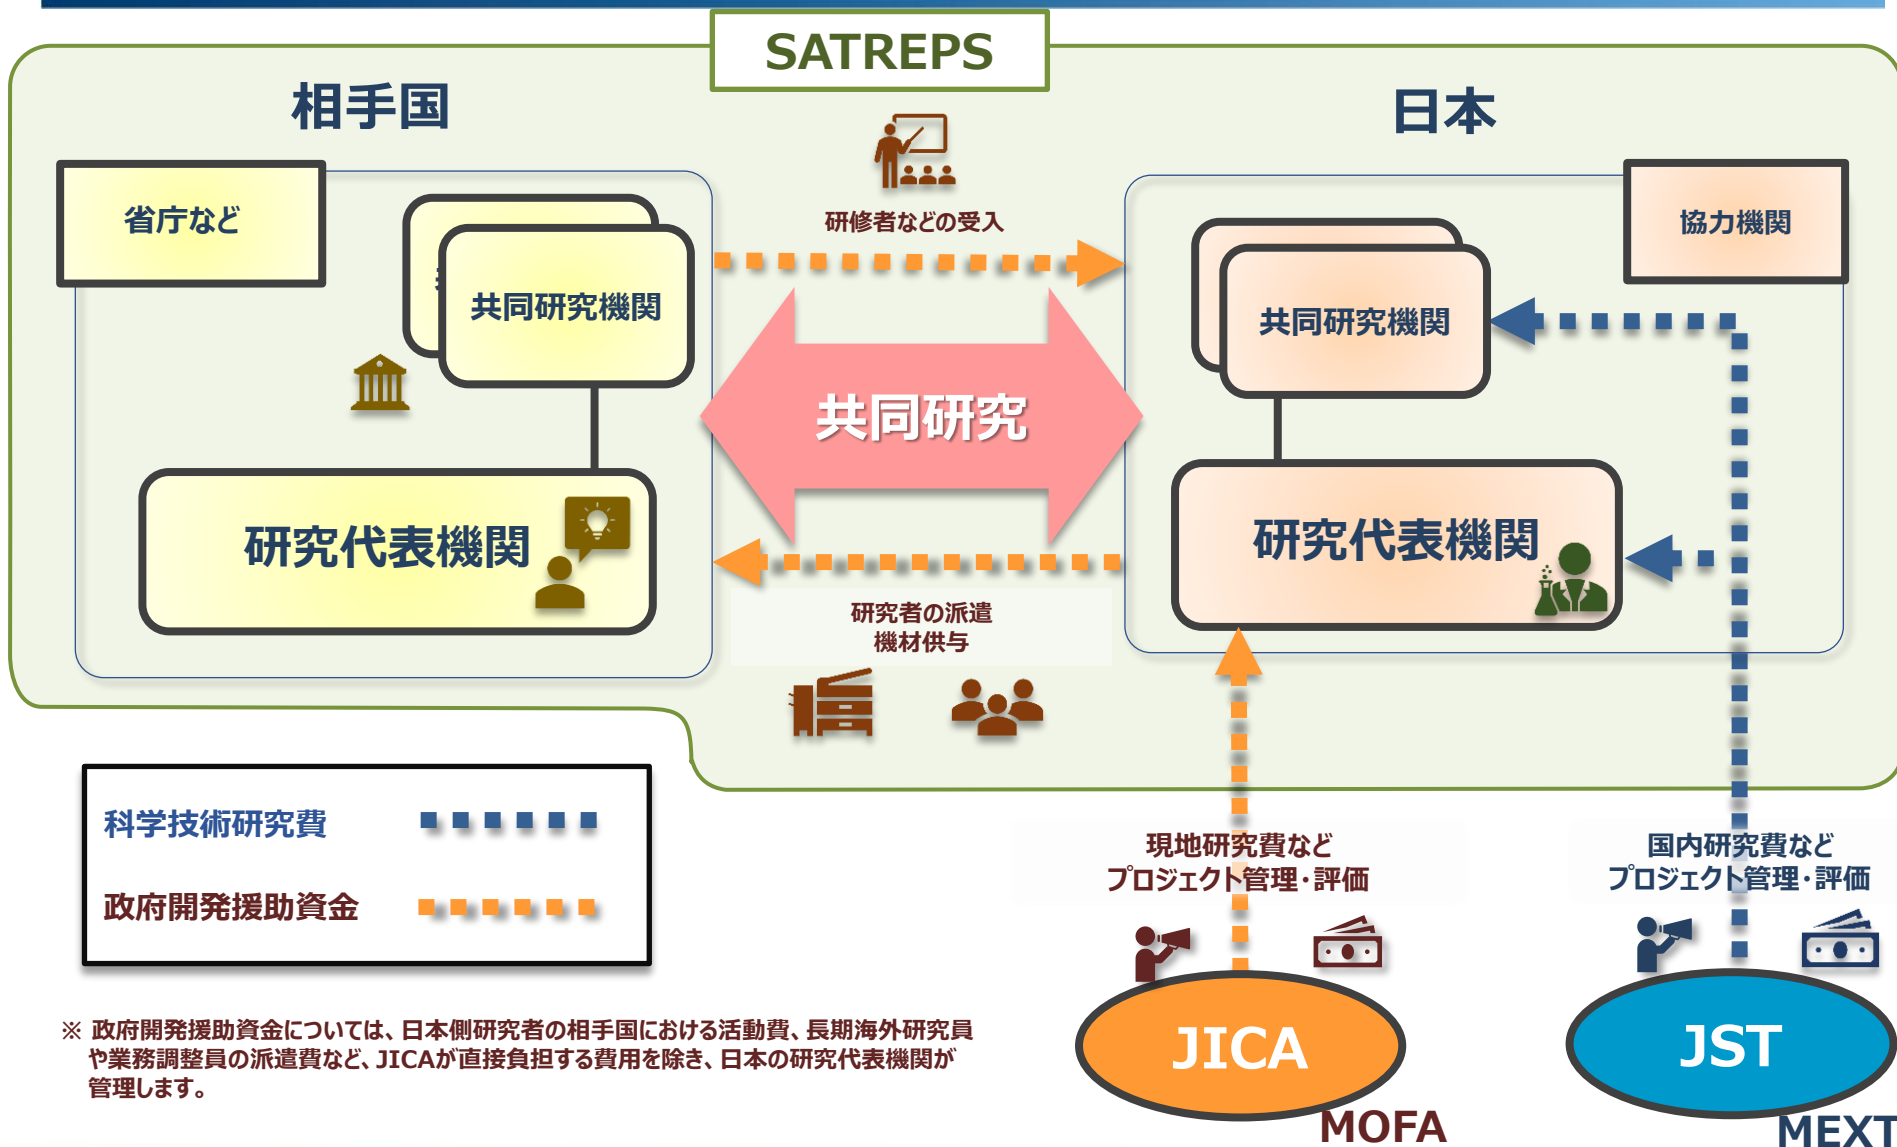 SATREPS
相手国
日本
省庁など
共同研究機関
研究代表機関
研修者などの受入
共同研究
研究者の派遣
機材供与
協力機関
共同研究機関
研究代表機関
科学技術研究費
政府開発援助資金
現地研究費など
プロジェクト管理・評価
国内研究費など
プロジェクト管理・評価
JICA
MOFA
JST
MEXT
※ 政府開発援助資金については、日本側研究者の相手国における活動費、長期海外研究員
や業務調整員の派遣費など、JICAが直接負担する費用を除き、日本の研究代表機関が
管理します。